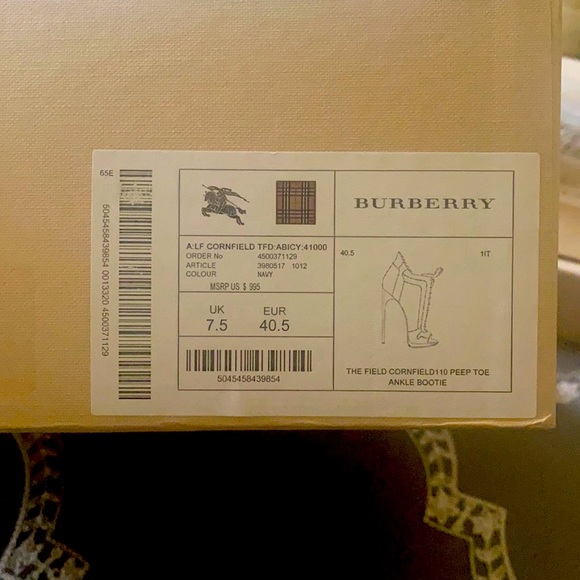 65E
5045458439854 0013320 4500371129
A:LF CORNFIELD TFD:ABICY:41000
ORDER No 4500371129
ARTICLE 3980517 1012
COLOUR NAVY
MSRP US $ 995
UK EUR
7.5 40.5
5045458439854
BURBERRY
40.5 1IT
THE FIELD CORNFIELD110 PEEP TOE
ANKLE BOOTIE